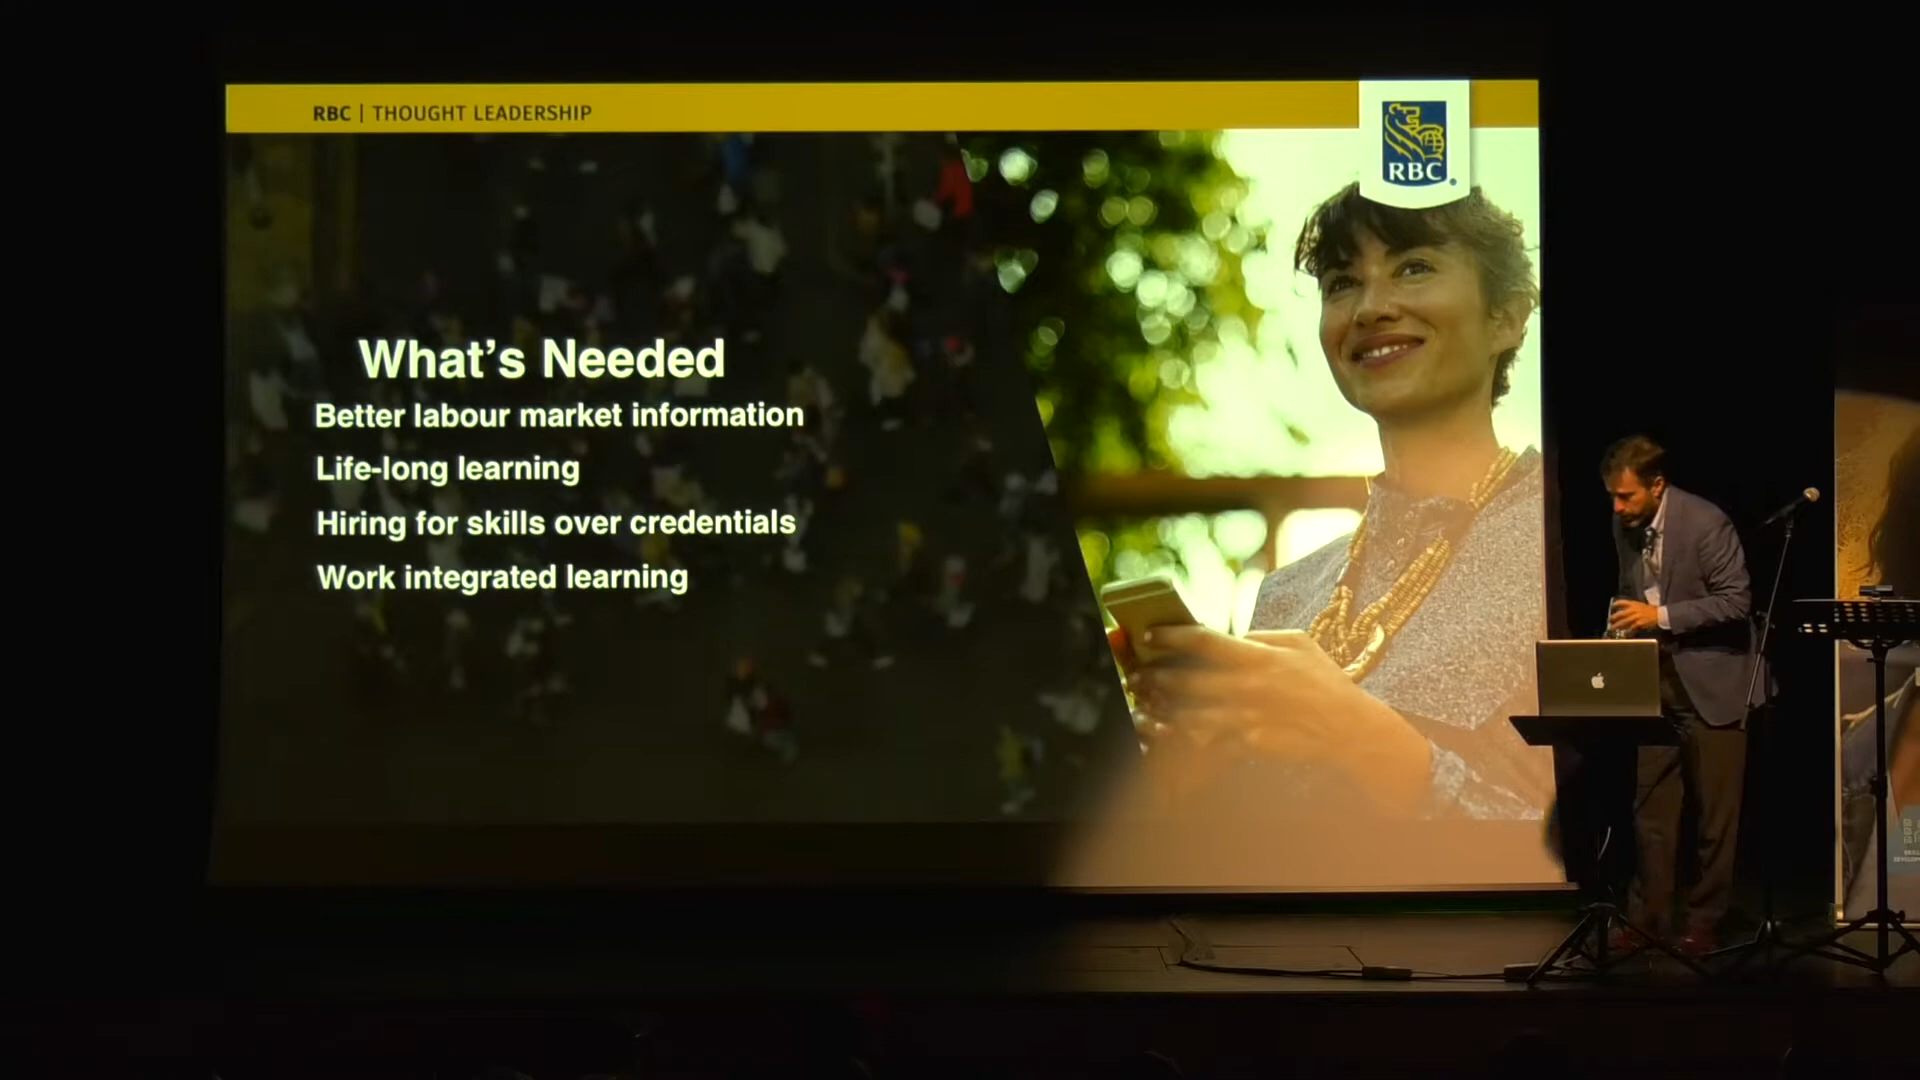 RBC | THOUGHT LEADERSHIP
RBC
What's Needed
Better labour market information
Life-long learning
Hiring for skills over credentials
Work integrated learning